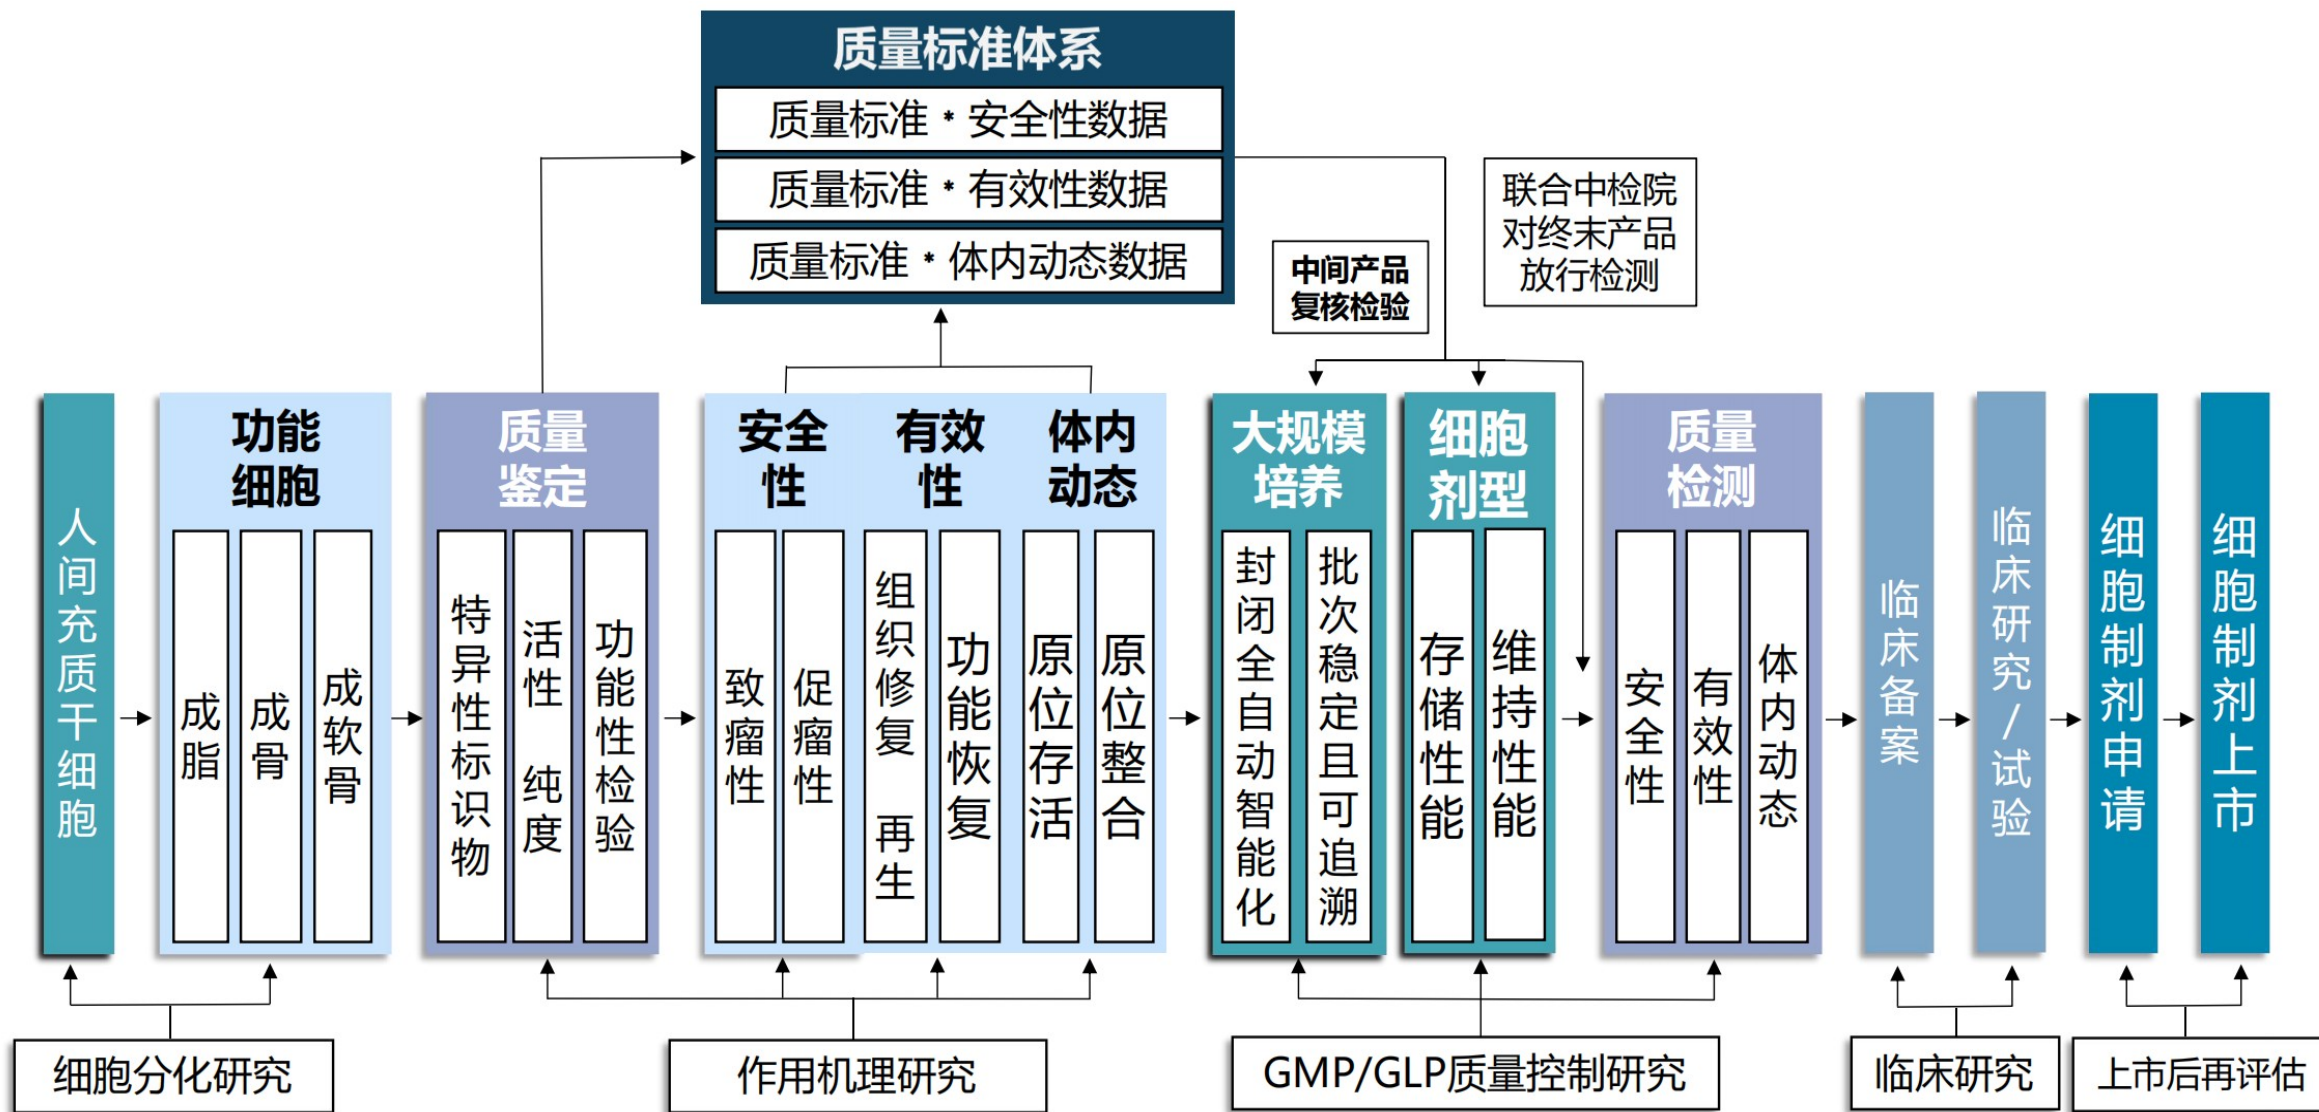 质量标准体系
质量标准*安全性数据
质量标准*有效性数据
质量标准*体内动态数据
中间产品
复核检验
联合中检院
对终末产品
放行检测
人间充质干细胞
功能
细胞
成脂
成骨
成软骨
质量
鉴定
特异性标识物
活性 纯度
功能性检验
安全
性
致瘤性
促瘤性
有效
性
组织修复 再生
功能恢复
体内
动态
原位存活
原位整合
大规模
培养
封闭全自动智能化
批次稳定且可追溯
细胞
剂型
存储性能
维持性能
质量
检测
安全性
有效性
体内动态
临床备案
临床研究/试验
细胞制剂申请
细胞制剂上市
细胞分化研究
作用机理研究
GMP/GLP质量控制研究
临床研究
上市后再评估